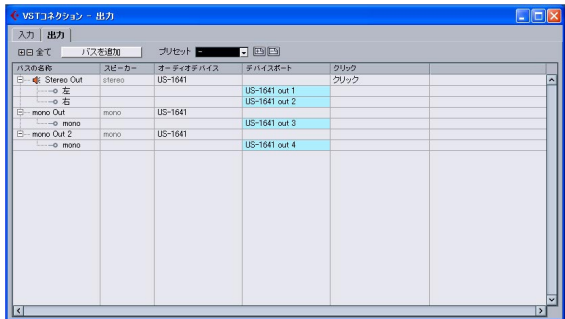 VSTコネクション - 出力
入力 出力
全て バスを追加 プリセット -
バスの名称 スピーカー オーディオデバイス デバイスポート クリック
Stereo Out stereo US-1641 クリック
左 US-1641 out 1
右 US-1641 out 2
mono Out mono US-1641
mono US-1641 out 3
mono Out 2 mono US-1641
mono US-1641 out 4